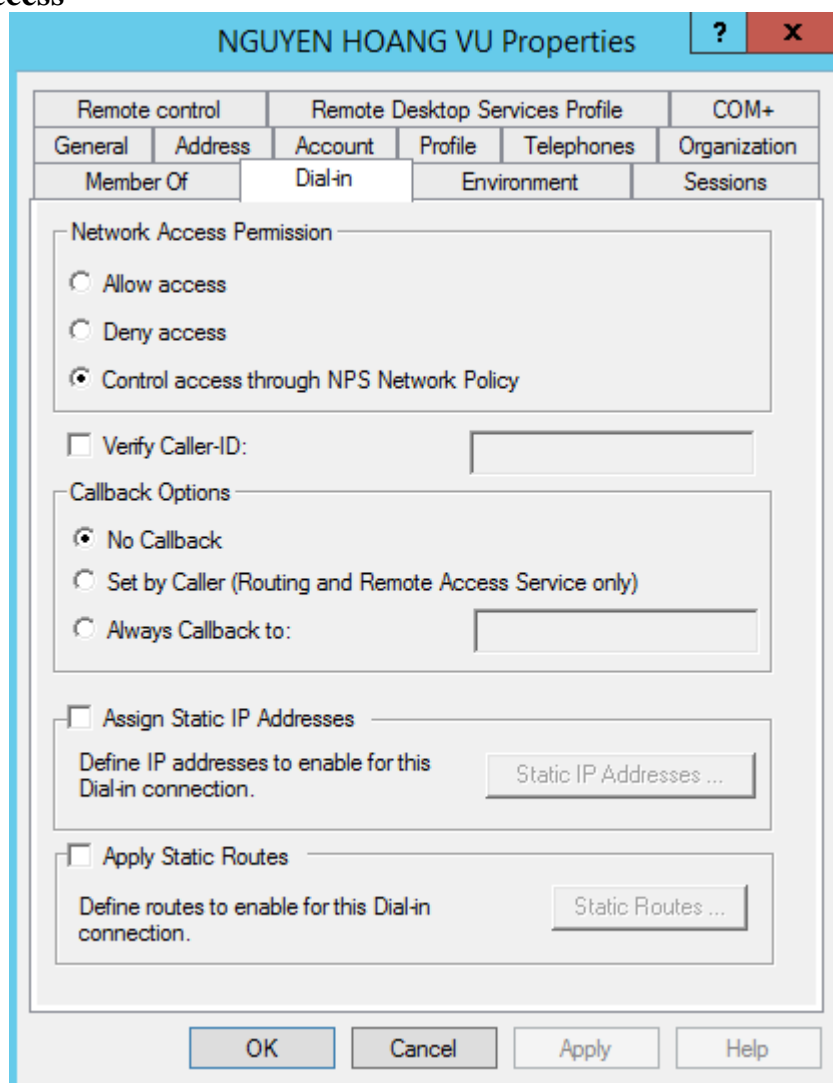 NGUYEN HOANG VU Properties ? x
Remote control Remote Desktop Services Profile COM+
General Address Account Profile Telephones Organization
Member Of Dial-in Environment Sessions
Network Access Permission
Allow access
Deny access
Control access through NPS Network Policy
Verify Caller-ID:
Callback Options
No Callback
Set by Caller (Routing and Remote Access Service only)
Always Callback to:
Assign Static IP Addresses
Define IP addresses to enable for this
Dial-in connection.
Static IP Addresses ...
Apply Static Routes
Define routes to enable for this Dial-in
connection.
Static Routes ...
OK Cancel Apply Help